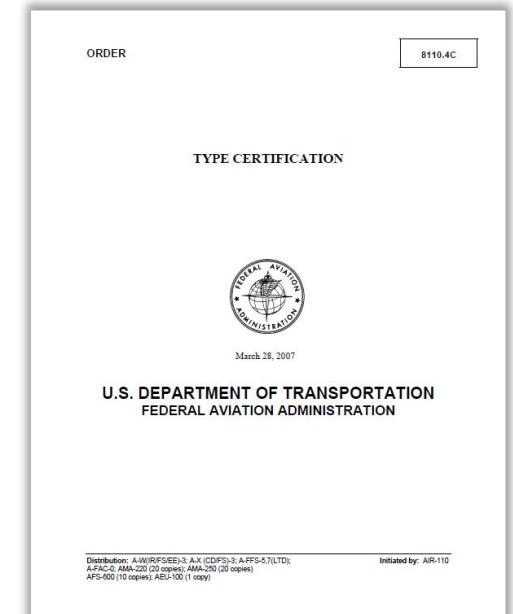 ORDER
8110.4C
TYPE CERTIFICATION
FEDERAL AVIATION
ADMINISTRATION
March 28, 2007
U.S. DEPARTMENT OF TRANSPORTATION
FEDERAL AVIATION ADMINISTRATION
Distribution: A-W(IR/FS/EE)-3; A-X (CD/FS)-3; A-FFS-5,7(LTD);
A-FAC-0; AMA-220 (20 copies); AMA-250 (20 copies)
AFS-600 (10 copies); AEU-100 (1 copy)
Initiated by: AIR-110